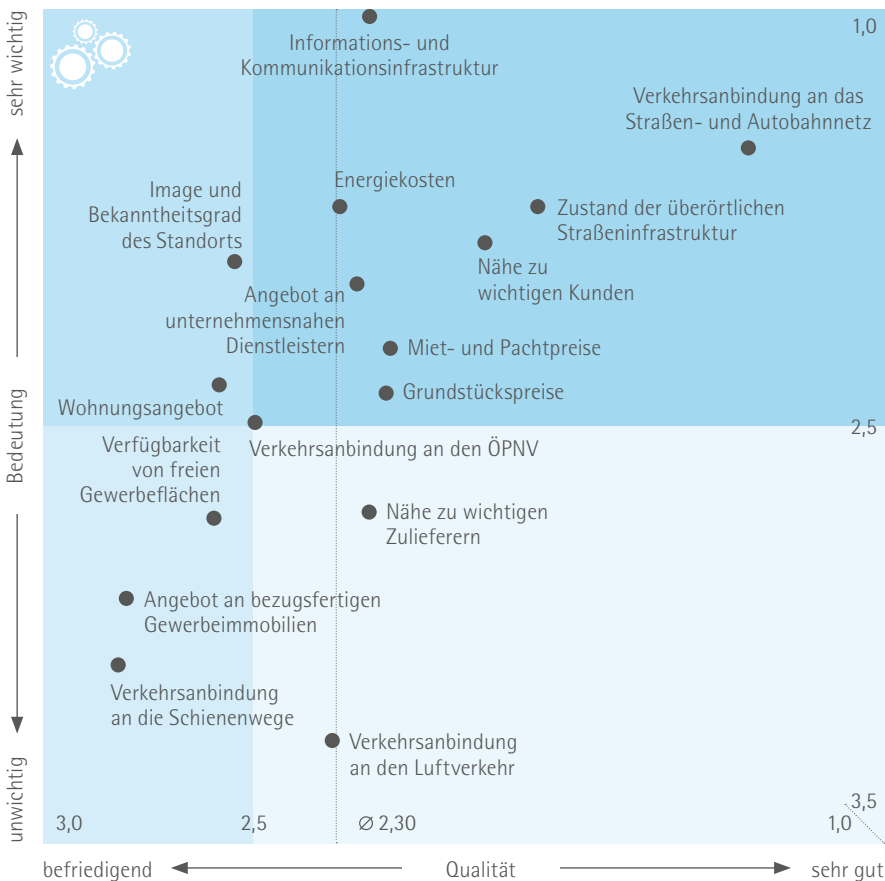 sehr wichtig
Bedeutung
unwichtig
1,0
Informations- und
Kommunikationsinfrastruktur
Verkehrsanbindung an das
Straßen- und Autobahnnetz
Energiekosten
Image und
Bekanntheitsgrad
des Standorts
Zustand der überörtlichen
Straßeninfrastruktur
Nähe zu
wichtigen Kunden
Angebot an
unternehmensnahen
Dienstleistern
Miet- und Pachtpreise
Grundstückspreise
Wohnungsangebot
2,5
Verkehrsanbindung an den ÖPNV
Verfügbarkeit
von freien
Gewerbeflächen
Nähe zu wichtigen
Zulieferern
Angebot an bezugsfertigen
Gewerbeimmobilien
Verkehrsanbindung
an die Schienenwege
Verkehrsanbindung
an den Luftverkehr
3,5
3,0
2,5
⌀ 2,30
1,0
befriedigend
Qualität
sehr gut